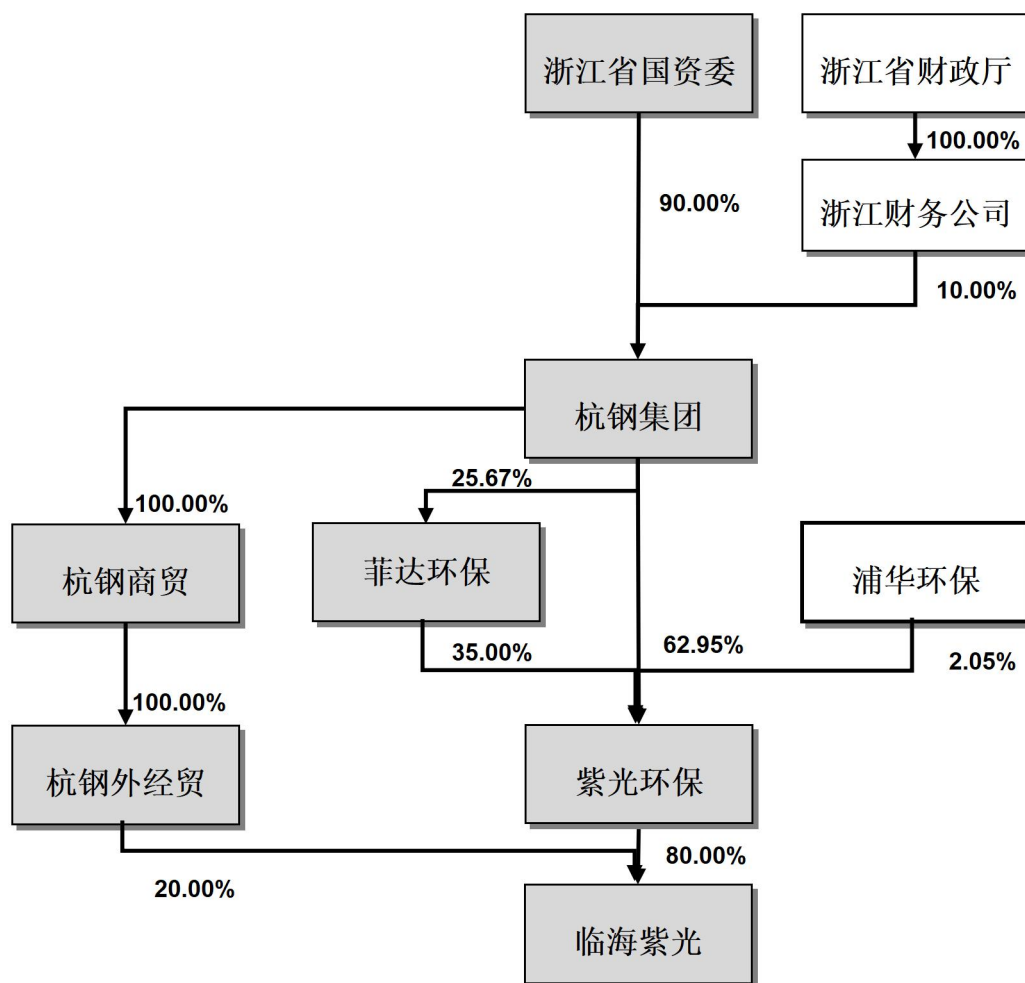 浙江省国资委
浙江省财政厅
100.00%
90.00%
浙江财务公司
10.00%
杭钢集团
25.67%
100.00%
杭钢商贸
菲达环保
浦华环保
35.00%
62.95%
2.05%
100.00%
杭钢外经贸
紫光环保
80.00%
20.00%
临海紫光